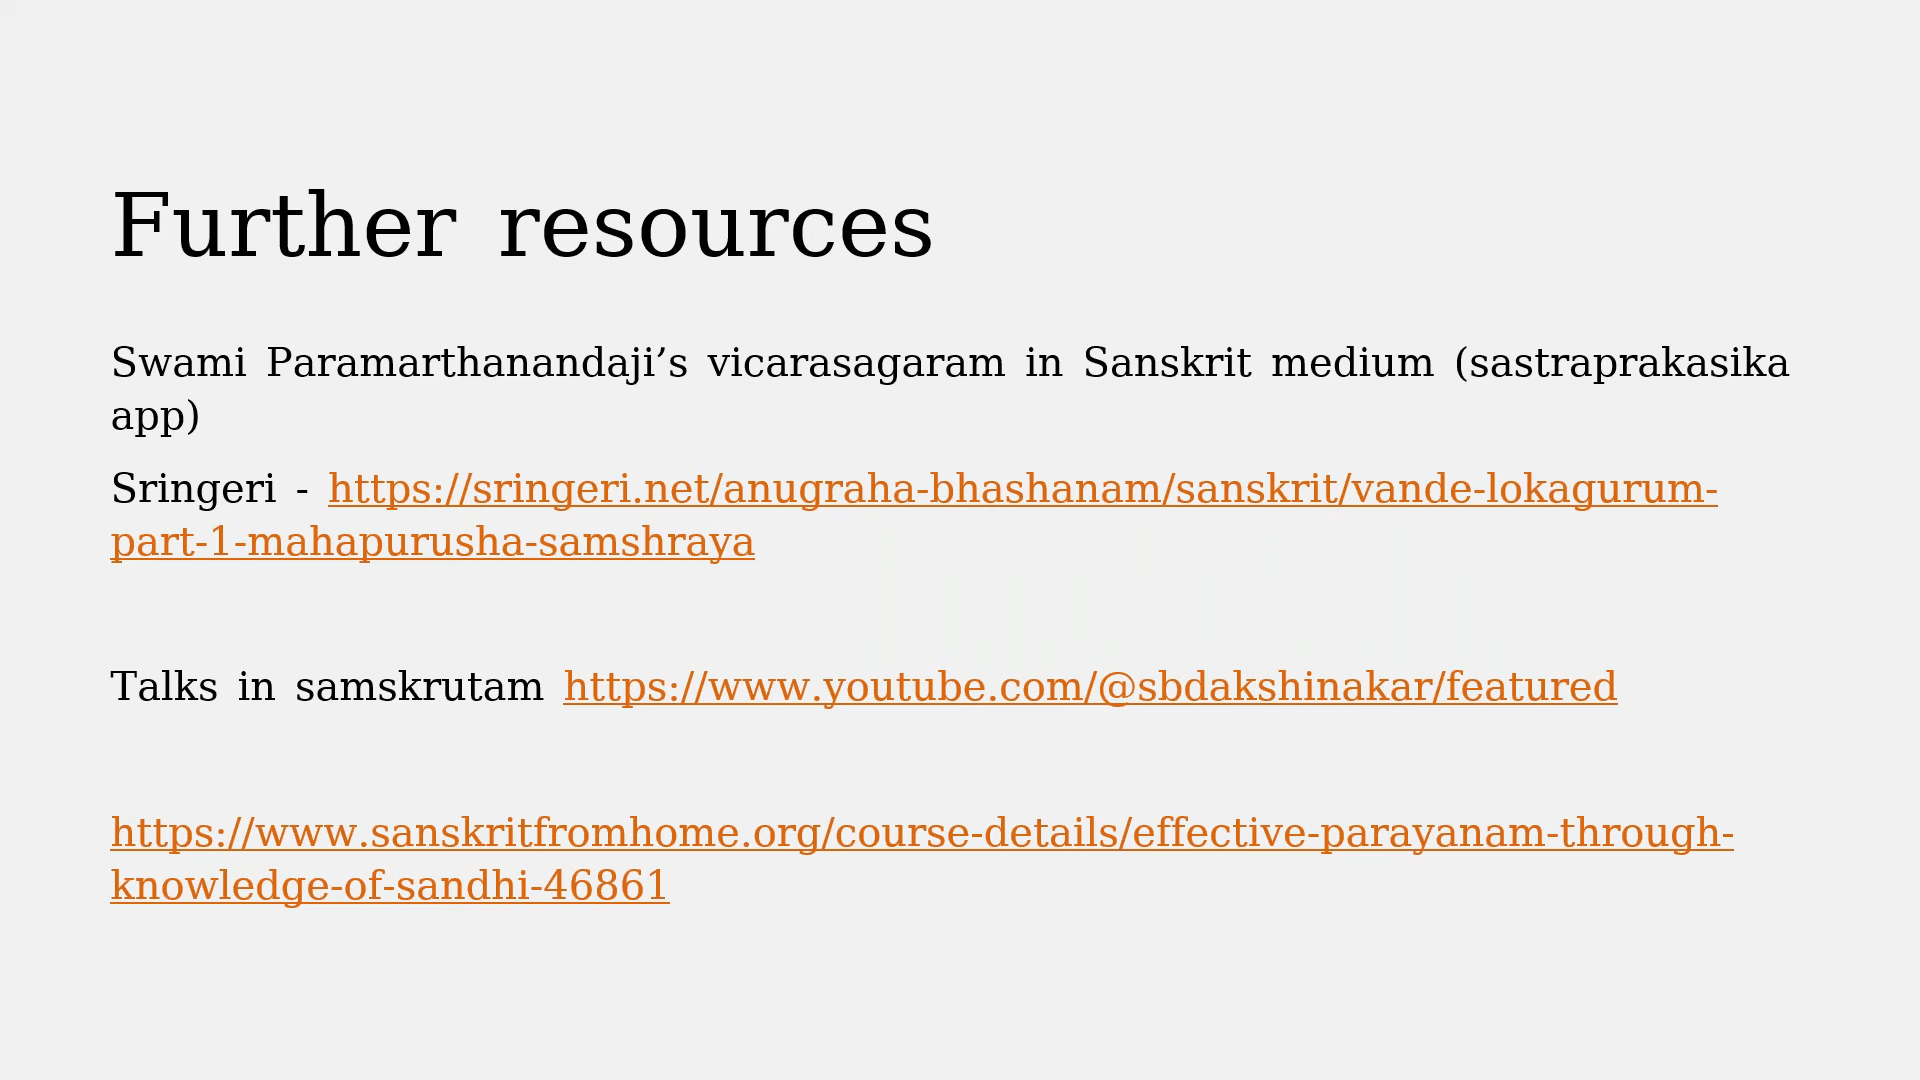 Further resources
Swami Paramarthanandaji’s vicarasagaram in Sanskrit medium (sastraprakasika
app)
Sringeri - https://sringeri.net/anugraha-bhashanam/sanskrit/vande-lokagurum-
part-1-mahapurusha-samshraya
Talks in samskrutam https://www.youtube.com/@sbdakshinakar/featured
https://www.sanskritfromhome.org/course-details/effective-parayanam-through-
knowledge-of-sandhi-46861